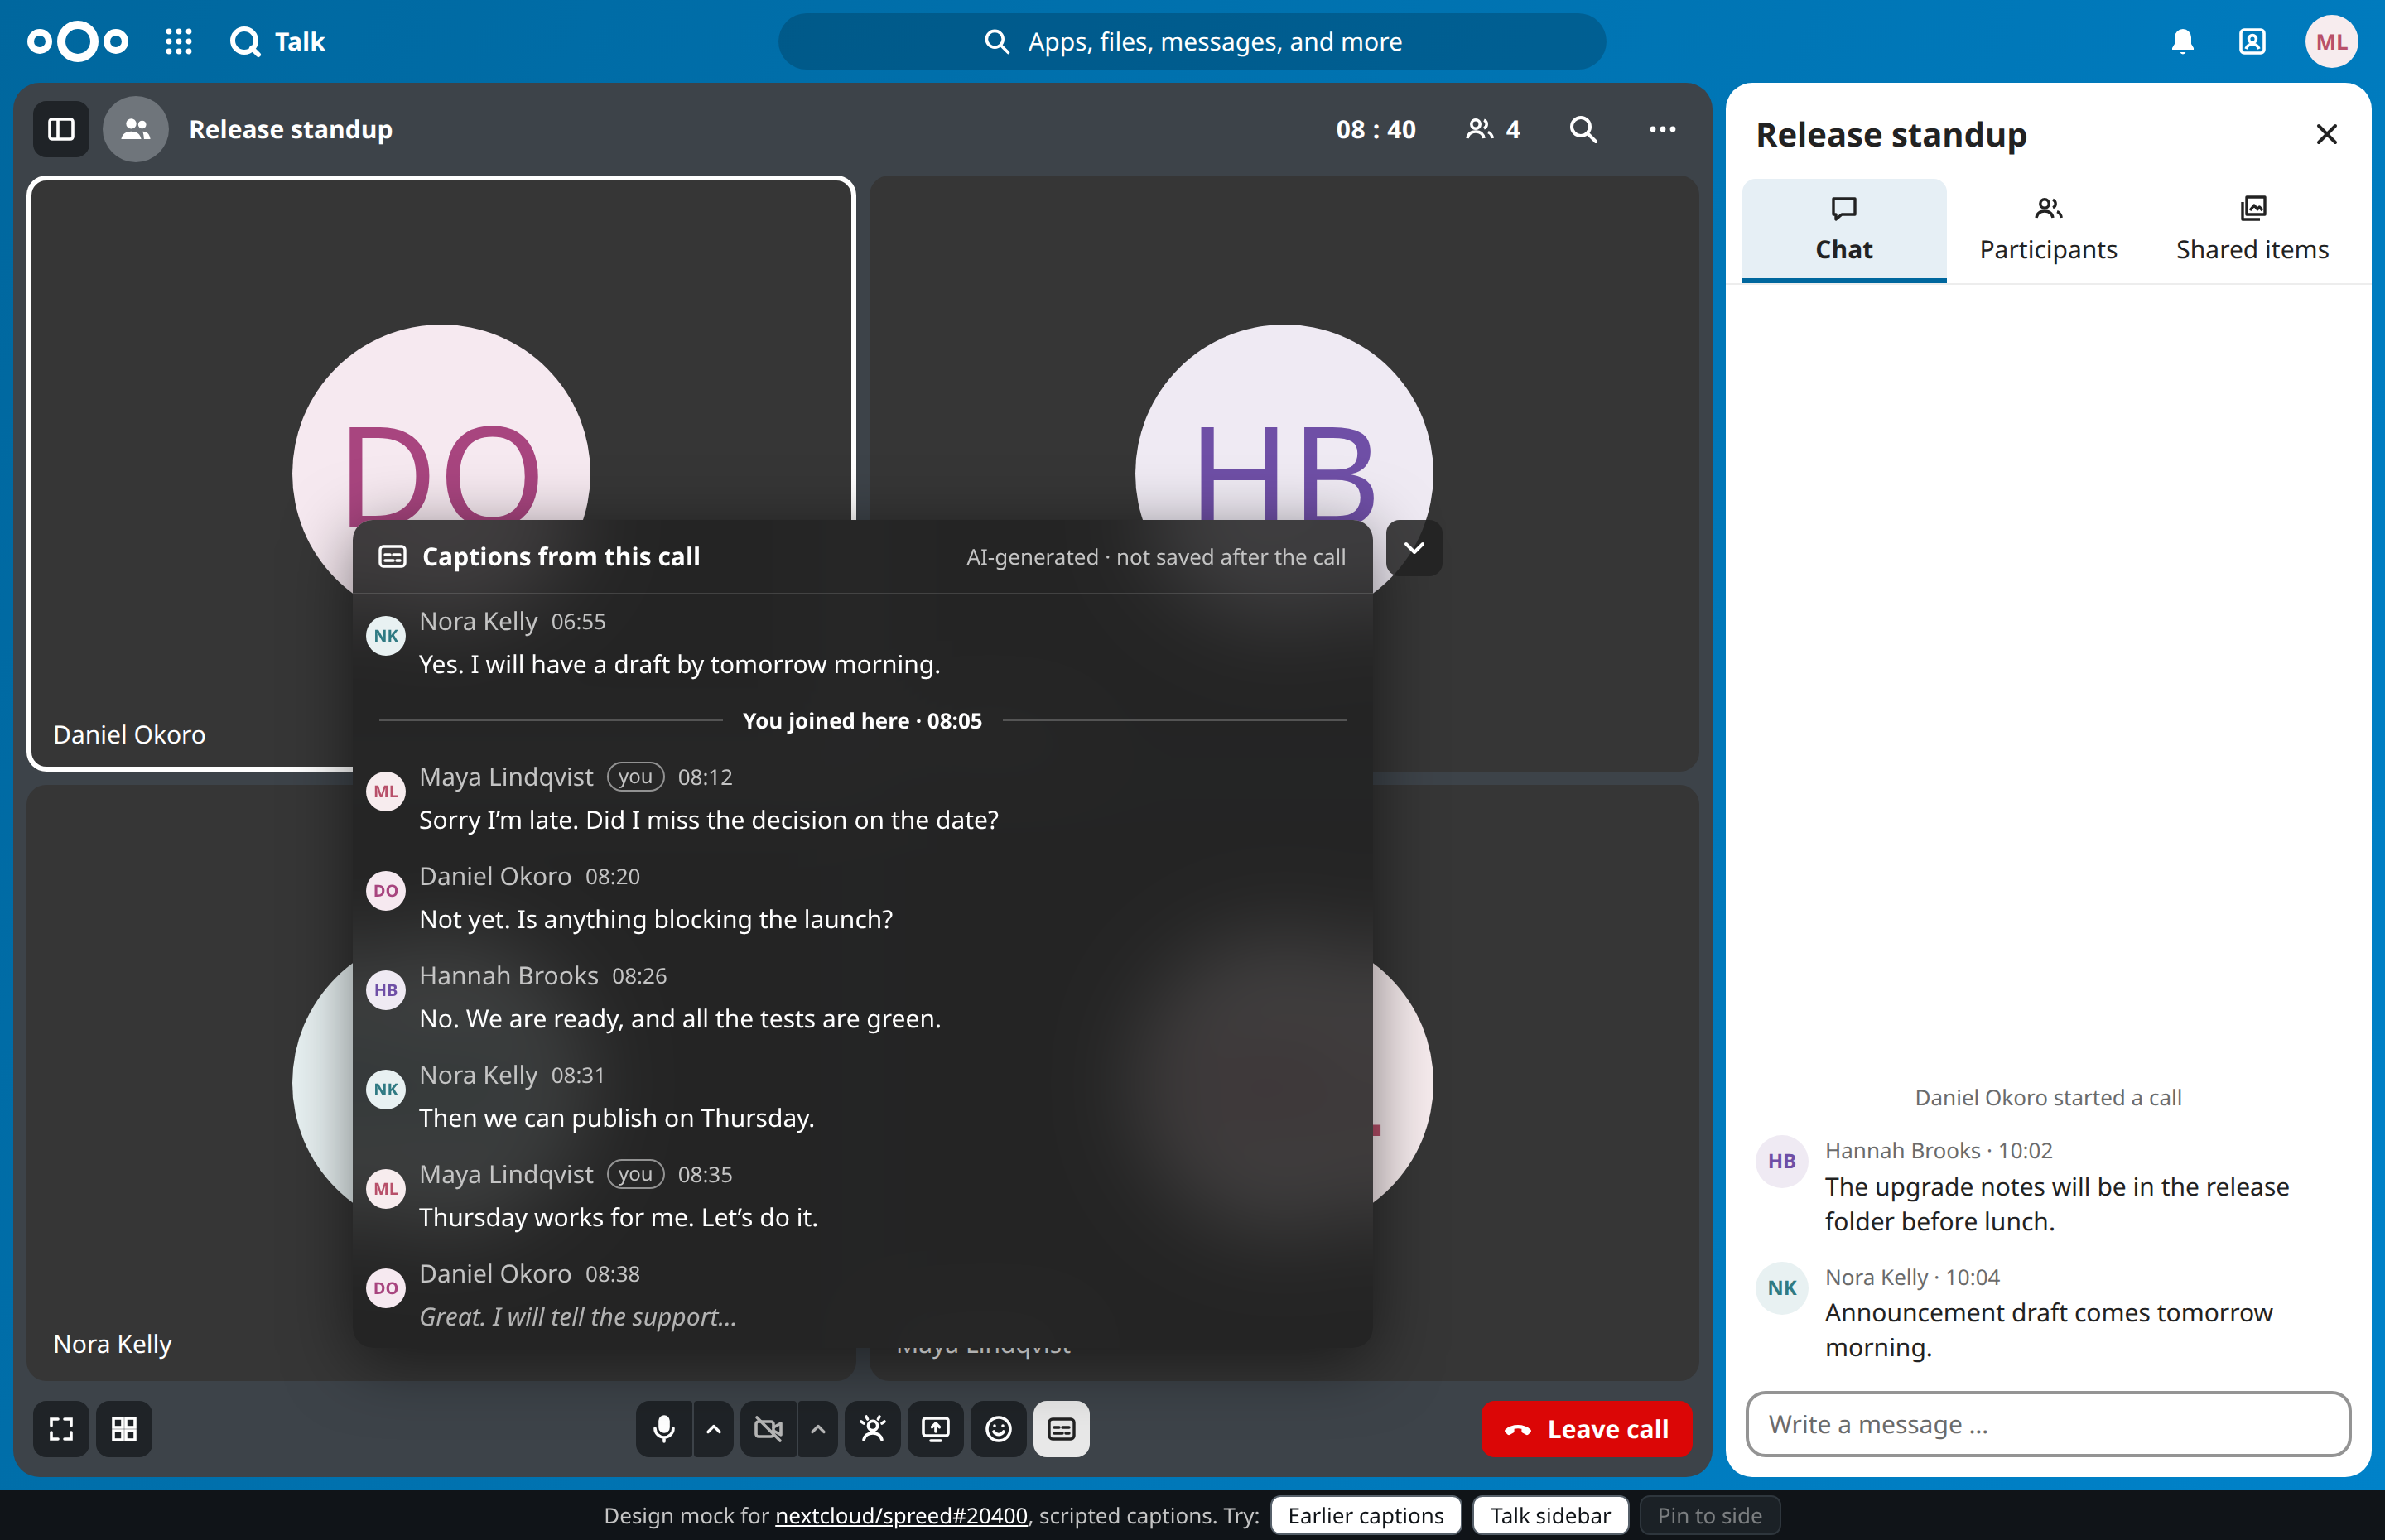 Talk
Apps, files, messages, and more
ML
Release standup
08 : 40
4
DO
HB
Daniel Okoro
Captions from this call
AI-generated · not saved after the call
NK
Nora Kelly 06:55
Yes. I will have a draft by tomorrow morning.
You joined here · 08:05
ML
Maya Lindqvist you 08:12
Sorry I’m late. Did I miss the decision on the date?
DO
Daniel Okoro 08:20
Not yet. Is anything blocking the launch?
HB
Hannah Brooks 08:26
No. We are ready, and all the tests are green.
NK
Nora Kelly 08:31
Then we can publish on Thursday.
ML
Maya Lindqvist you 08:35
Thursday works for me. Let’s do it.
DO
Daniel Okoro 08:38
Great. I will tell the support…
Nora Kelly
Maya Lindqvist
Leave call
Release standup
Chat
Participants
Shared items
Daniel Okoro started a call
HB
Hannah Brooks · 10:02
The upgrade notes will be in the release
folder before lunch.
NK
Nora Kelly · 10:04
Announcement draft comes tomorrow
morning.
Write a message …
Design mock for nextcloud/spreed#20400, scripted captions. Try: Earlier captions Talk sidebar Pin to side